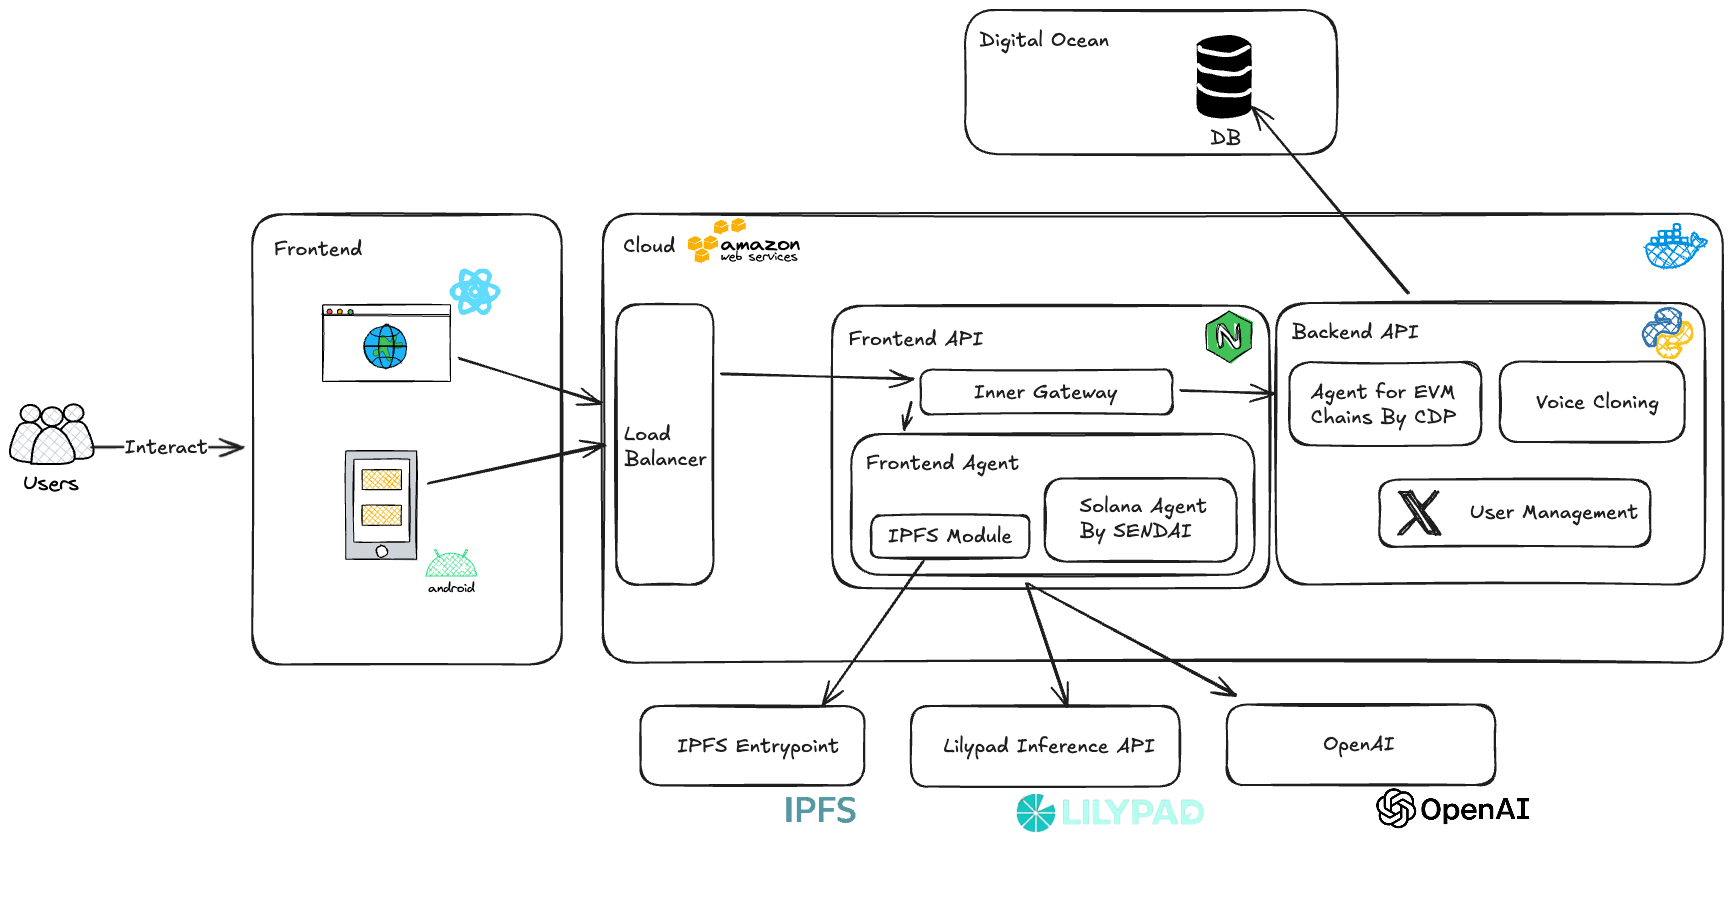 Digital Ocean
DB
Frontend
Cloud
amazon
web services
Frontend API
N
Backend API
Inner Gateway
Agent for EVM
Chains By CDP
Voice Cloning
Users
Interact
Load
Balancer
Frontend Agent
IPFS Module
Solana Agent
By SENDAI
X
User Management
android
IPFS Entrypoint
Lilypad Inference API
OpenAI
IPFS
LILYPAD
OpenAI